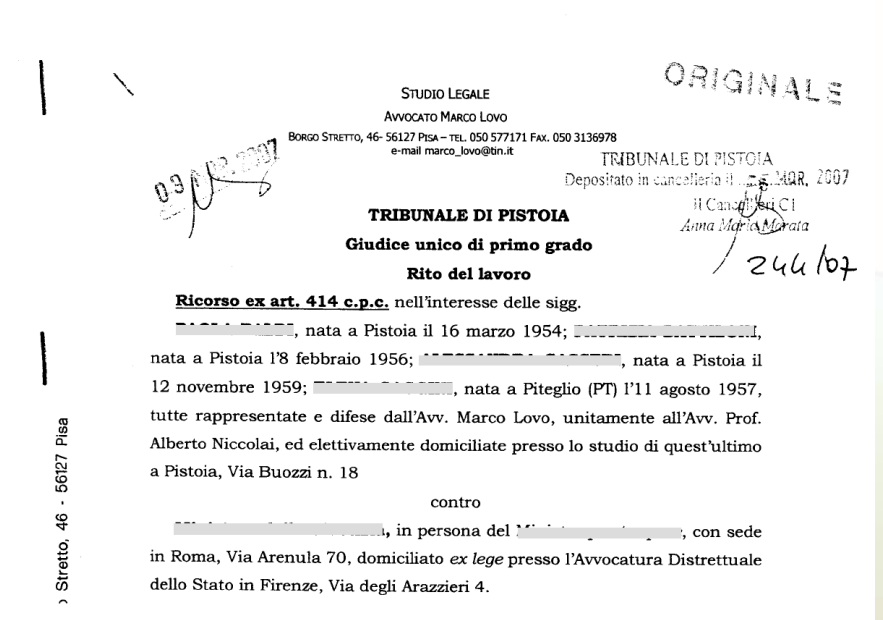 ORIGINALE
STUDIO LEGALE
AVVOCATO MARCO LOVO
BORGO STRETTO, 46- 56127 PISA – TEL. 050 577171 FAX. 050 3136978
e-mail marco_lovo@tin.it
2007
TRIBUNALE DI PISTOIA
Depositato in cancelleria il MAR. 2007
Il C1
Anna Maria
244/07
TRIBUNALE DI PISTOIA
Giudice unico di primo grado
Rito del lavoro
Ricorso ex art. 414 c.p.c. nell'interesse delle sigg.
, nata a Pistoia il 16 marzo 1954; ,
nata a Pistoia l'8 febbraio 1956; , nata a Pistoia il
12 novembre 1959; , nata a Piteglio (PT) l'11 agosto 1957,
tutte rappresentate e difese dall'Avv. Marco Lovo, unitamente all'Avv. Prof.
Alberto Niccolai, ed elettivamente domiciliate presso lo studio di quest'ultimo
a Pistoia, Via Buozzi n. 18
contro
, in persona del , con sede
in Roma, Via Arenula 70, domiciliato ex lege presso l'Avvocatura Distrettuale
dello Stato in Firenze, Via degli Arazzieri 4.
Stretto, 46 - 56127 Pisa